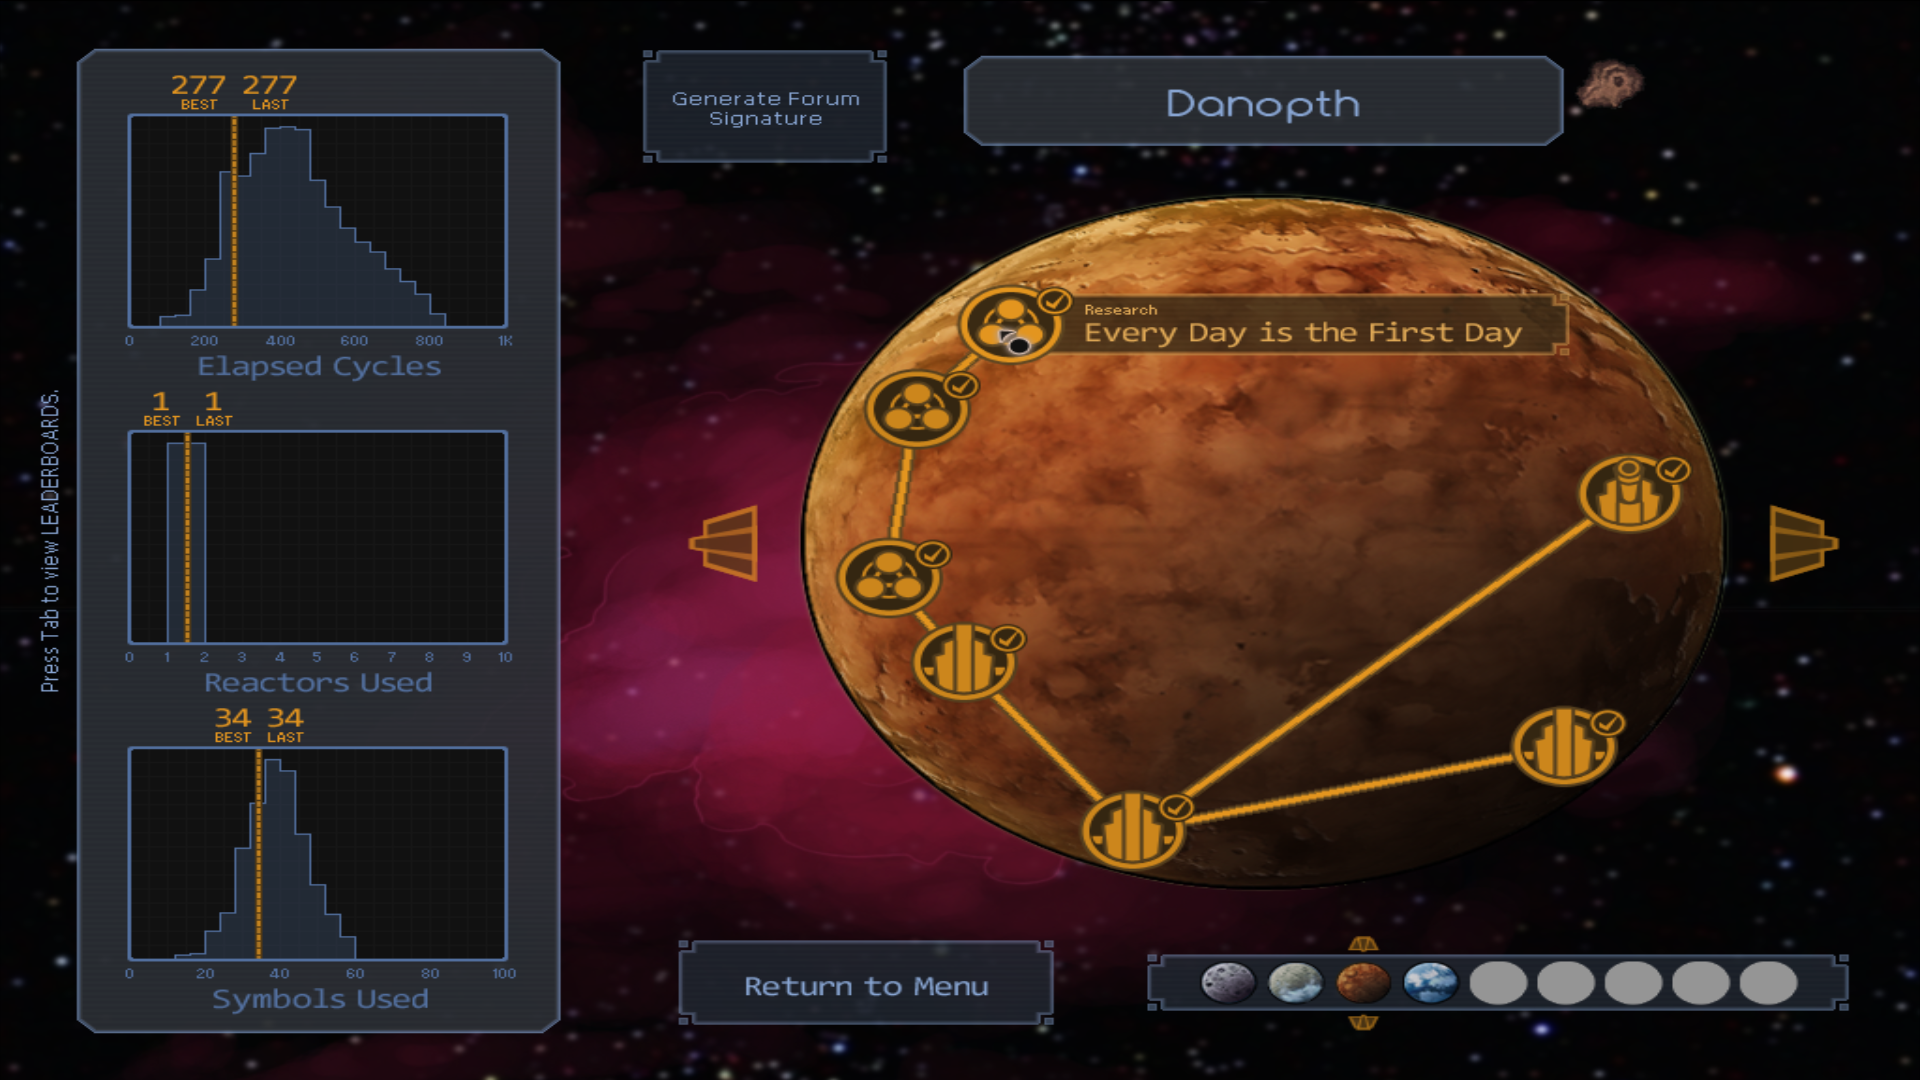 277 277
BEST LAST
0 200 400 600 800 1K
Elapsed Cycles
1 1
BEST LAST
0 1 2 3 4 5 6 7 8 9 10
Reactors Used
34 34
BEST LAST
0 20 40 60 80 100
Symbols Used
Press Tab to view LEADERBOARDS.
Generate Forum
Signature
Danopth
Research
Every Day is the First Day
Return to Menu